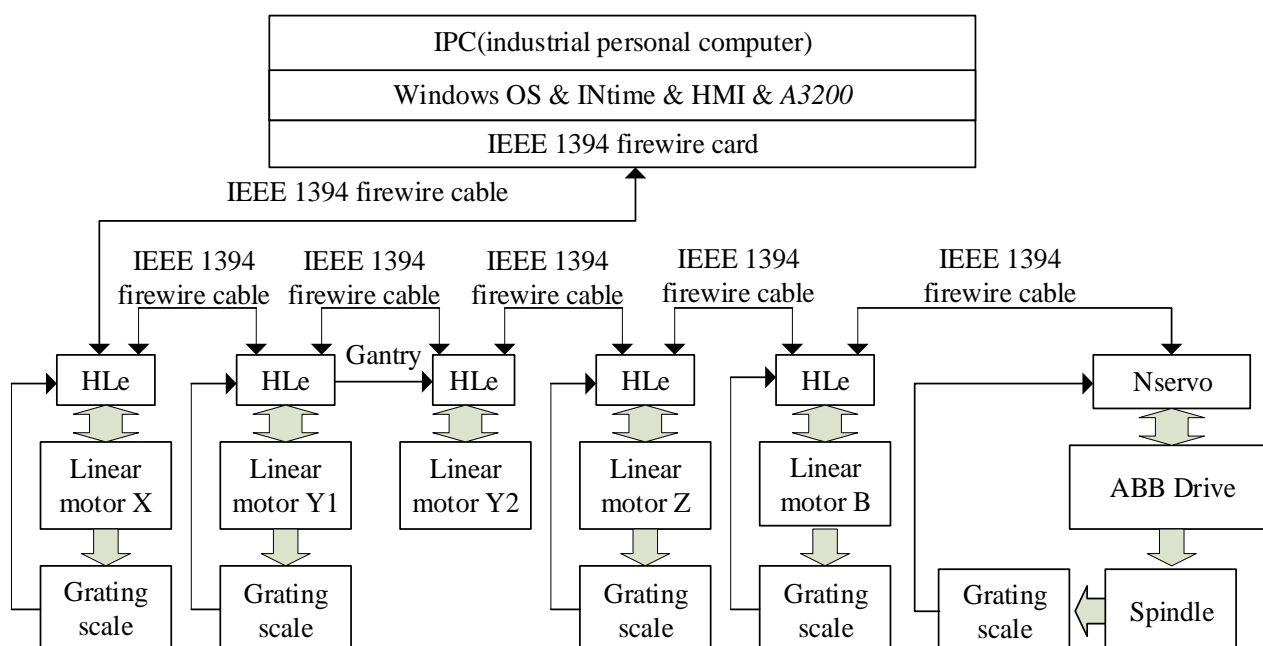 IPC(industrial personal computer)
Windows OS & INtime & HMI & A3200
IEEE 1394 firewire card
IEEE 1394 firewire cable
IEEE 1394
firewire cable
IEEE 1394
firewire cable
IEEE 1394
firewire cable
IEEE 1394
firewire cable
IEEE 1394
firewire cable
HLe
HLe
Gantry
HLe
HLe
HLe
Nservo
Linear
motor X
Linear
motor Y1
Linear
motor Y2
Linear
motor Z
Linear
motor B
ABB Drive
Grating
scale
Grating
scale
Grating
scale
Grating
scale
Grating
scale
Spindle